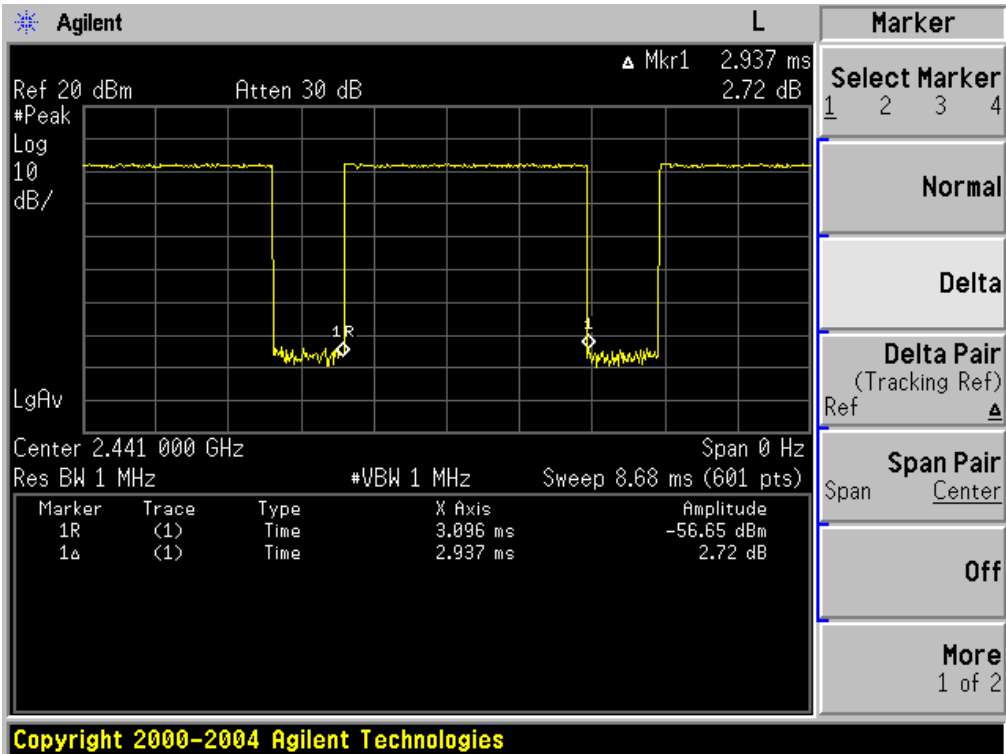 Agilent L
Δ Mkr1 2.937 ms
Ref 20 dBm Atten 30 dB 2.72 dB
#Peak
Log
10
dB/
1R
1
LgAv
Center 2.441 000 GHz Span 0 Hz
Res BW 1 MHz #VBW 1 MHz Sweep 8.68 ms (601 pts)
Marker Trace Type X Axis Amplitude
1R (1) Time 3.096 ms -56.65 dBm
1Δ (1) Time 2.937 ms 2.72 dB
Marker
Select Marker
1 2 3 4
Normal
Delta
Delta Pair
(Tracking Ref)
Ref Δ
Span Pair
Span Center
Off
More
1 of 2
Copyright 2000-2004 Agilent Technologies